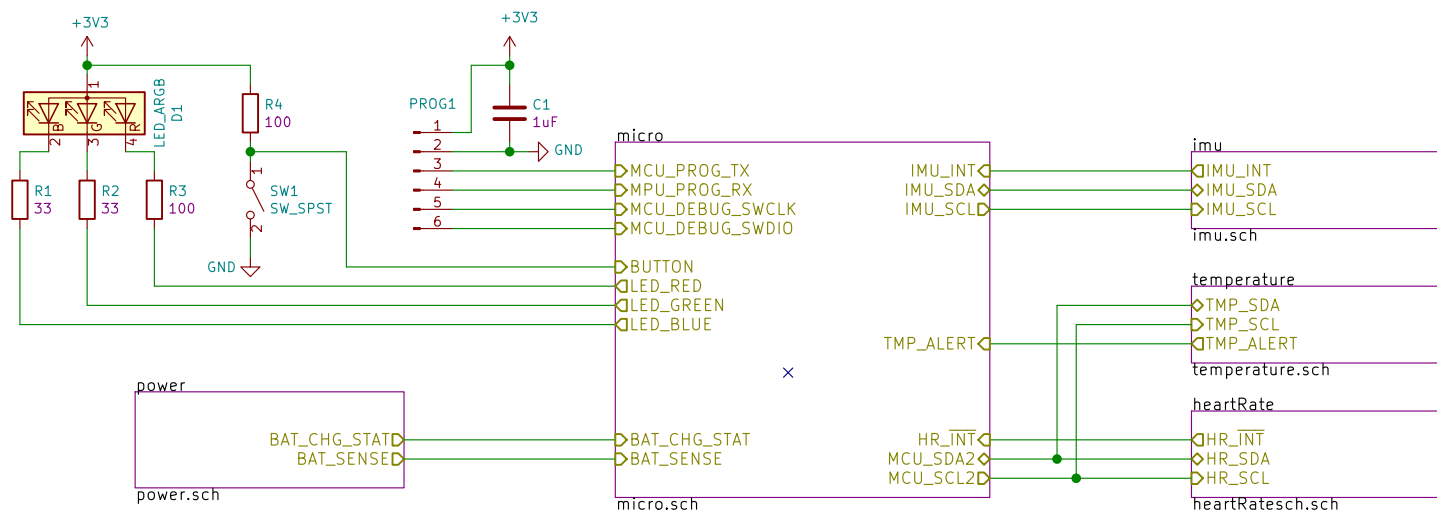 +3V3
1
LED_ARGB
D1
B
G
R
2
3
4
R1
33
R2
33
R3
100
R4
100
1
SW1
SW_SPST
2
GND
+3V3
PROG1
1
2
3
4
5
6
C1
1uF
GND
micro
MCU_PROG_TX
MPU_PROG_RX
MCU_DEBUG_SWCLK
MCU_DEBUG_SWDIO
BUTTON
LED_RED
LED_GREEN
LED_BLUE
BAT_CHG_STAT
BAT_SENSE
IMU_INT
IMU_SDA
IMU_SCL
TMP_ALERT
HR_INT
MCU_SDA2
MCU_SCL2
micro.sch
power
BAT_CHG_STAT
BAT_SENSE
power.sch
imu
IMU_INT
IMU_SDA
IMU_SCL
imu.sch
temperature
TMP_SDA
TMP_SCL
TMP_ALERT
temperature.sch
heartRate
HR_INT
HR_SDA
HR_SCL
heartRatesch.sch